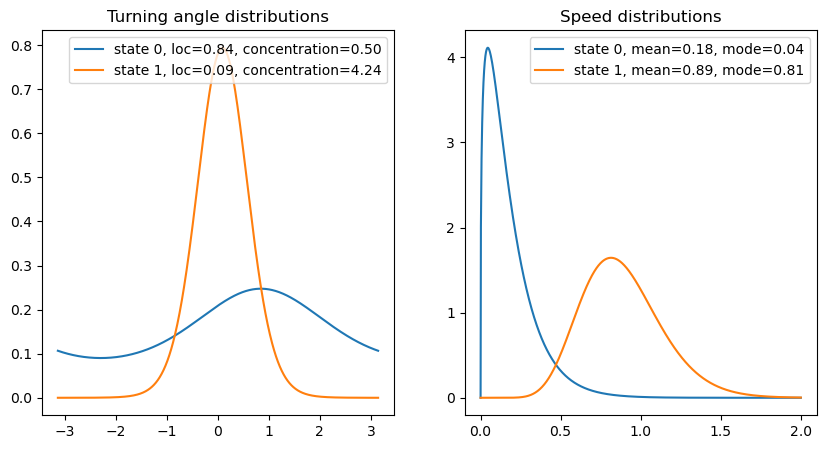 Turning angle distributions
state 0, loc=0.84, concentration=0.50
state 1, loc=0.09, concentration=4.24
0.8
0.7
0.6
0.5
0.4
0.3
0.2
0.1
0.0
−3 −2 −1 0 1 2 3
Speed distributions
state 0, mean=0.18, mode=0.04
state 1, mean=0.89, mode=0.81
4
3
2
1
0
0.0 0.5 1.0 1.5 2.0